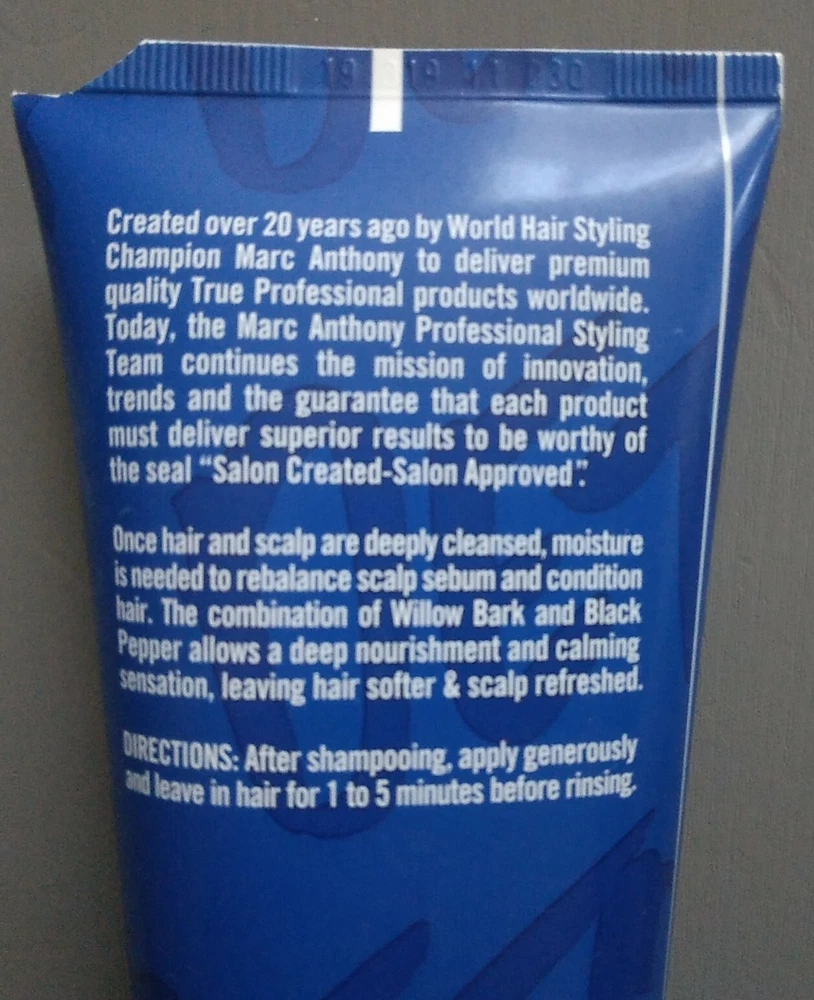 Created over 20 years ago by World Hair Styling
Champion Marc Anthony to deliver premium
quality True Professional products worldwide.
Today, the Marc Anthony Professional Styling
Team continues the mission of innovation,
trends and the guarantee that each product
must deliver superior results to be worthy of
the seal “Salon Created-Salon Approved”.
Once hair and scalp are deeply cleansed, moisture
is needed to rebalance scalp sebum and condition
hair. The combination of Willow Bark and Black
Pepper allows a deep nourishment and calming
sensation, leaving hair softer & scalp refreshed.
DIRECTIONS: After shampooing, apply generously
and leave in hair for 1 to 5 minutes before rinsing.